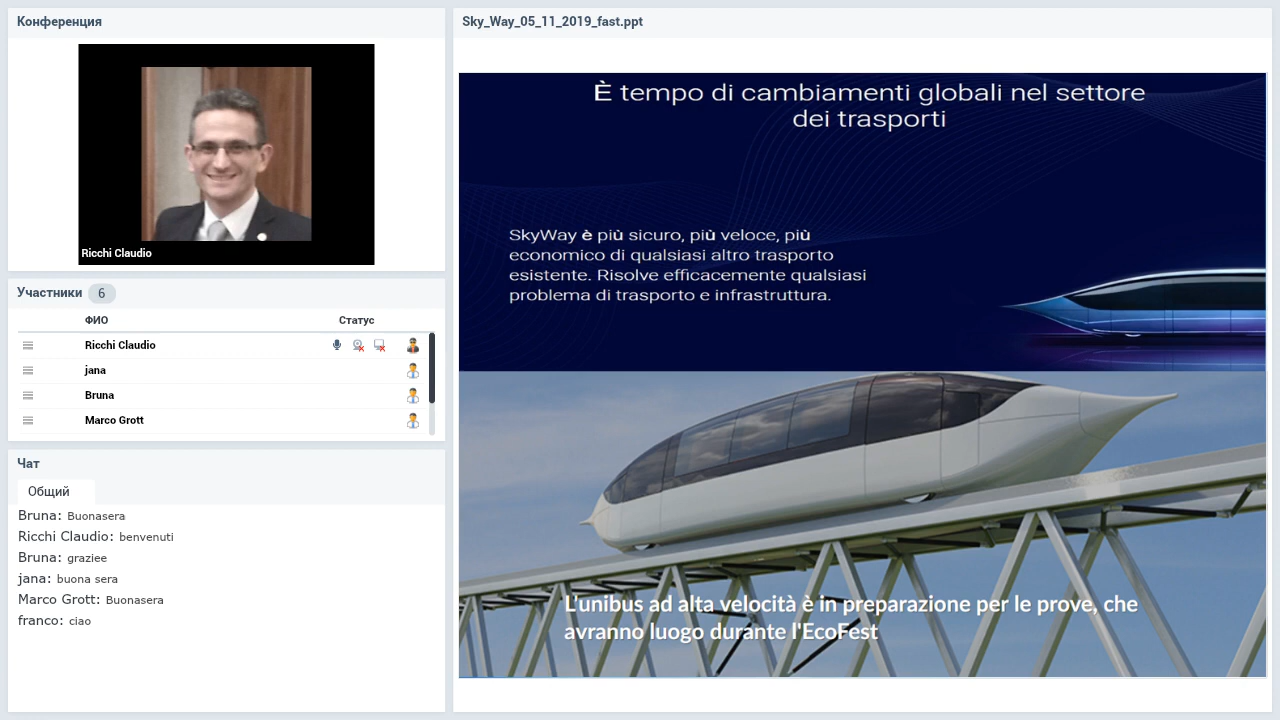 Конференция
Ricchi Claudio
Участники 6
ФИО Статус
Ricchi Claudio
jana
Bruna
Marco Grott
Чат
Общий
Bruna: Buonasera
Ricchi Claudio: benvenuti
Bruna: graziee
jana: buona sera
Marco Grott: Buonasera
franco: ciao
Sky_Way_05_11_2019_fast.ppt
È tempo di cambiamenti globali nel settore
dei trasporti
SkyWay è più sicuro, più veloce, più
economico di qualsiasi altro trasporto
esistente. Risolve efficacemente qualsiasi
problema di trasporto e infrastruttura.
L'unibus ad alta velocità è in preparazione per le prove, che
avranno luogo durante l'EcoFest